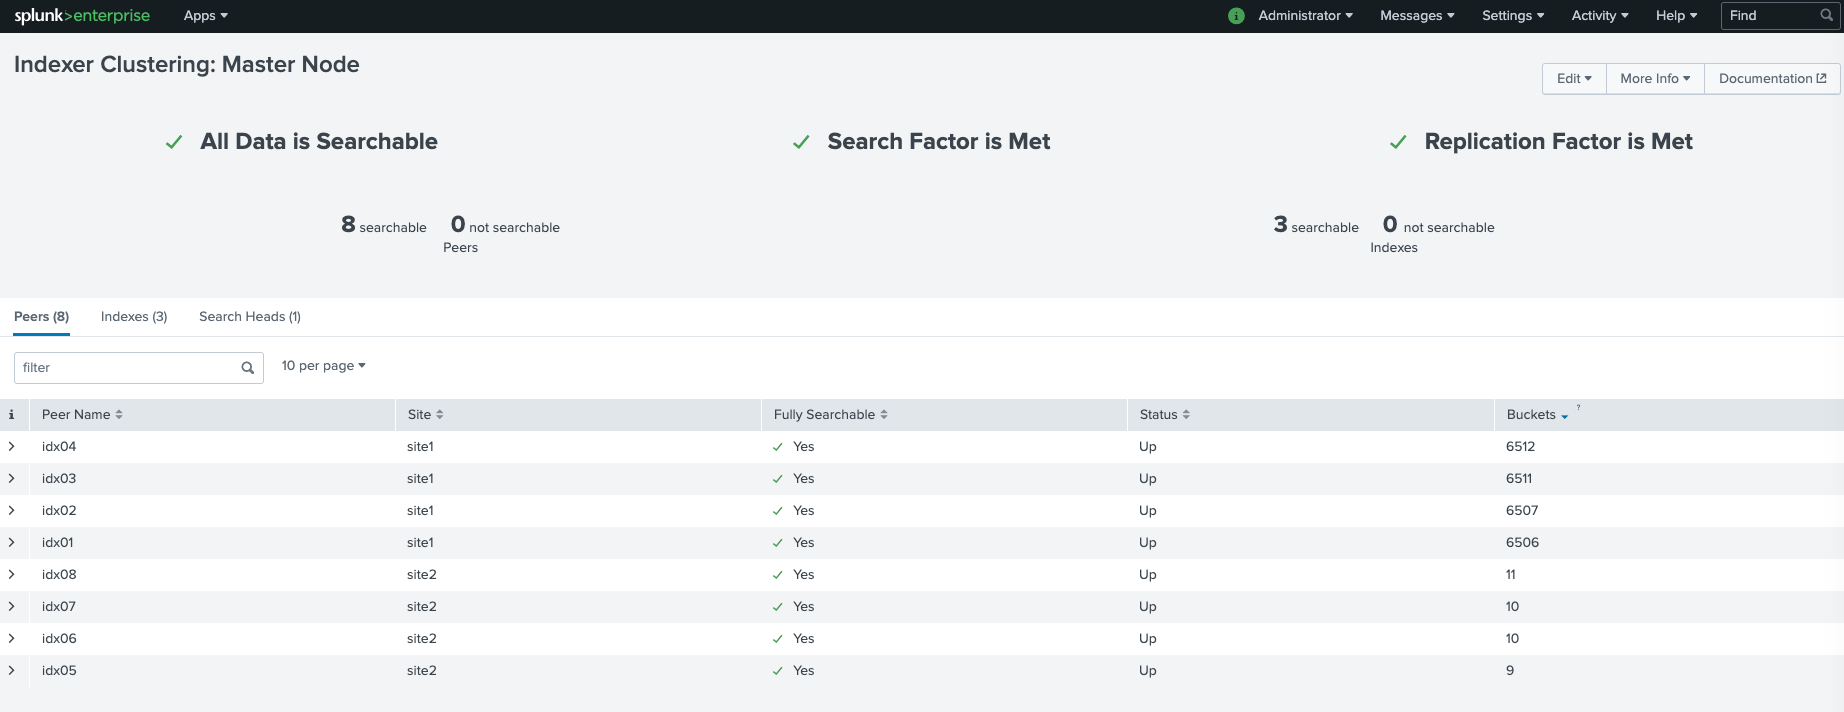 splunk>enterprise Apps Administrator Messages Settings Activity Help Find
Indexer Clustering: Master Node
Edit More Info Documentation
All Data is Searchable Search Factor is Met Replication Factor is Met
8 searchable 0 not searchable 3 searchable 0 not searchable
Peers Indexes
Peers (8) Indexes (3) Search Heads (1)
filter 10 per page
i Peer Name Site Fully Searchable Status Buckets ?
idx04 site1 Yes Up 6512
idx03 site1 Yes Up 6511
idx02 site1 Yes Up 6507
idx01 site1 Yes Up 6506
idx08 site2 Yes Up 11
idx07 site2 Yes Up 10
idx06 site2 Yes Up 10
idx05 site2 Yes Up 9